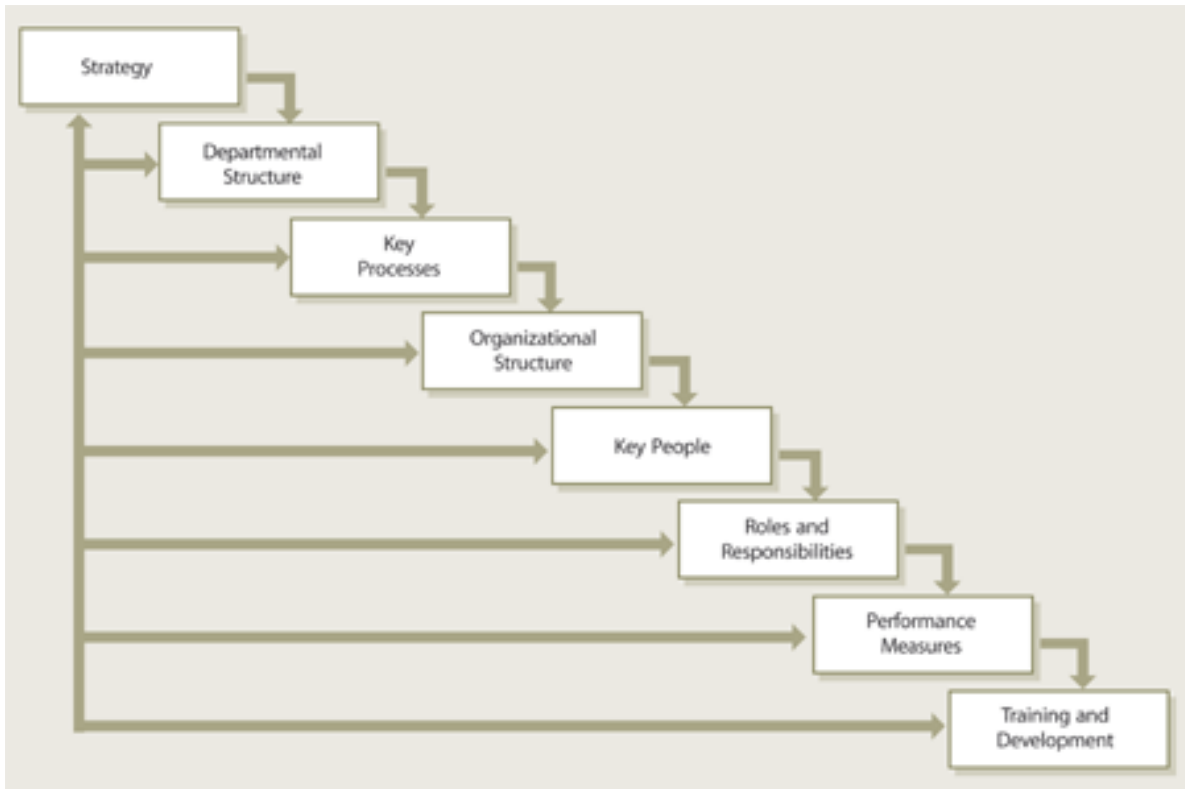 Strategy
Departmental
Structure
Key
Processes
Organizational
Structure
Key People
Roles and
Responsibilities
Performance
Measures
Training and
Development